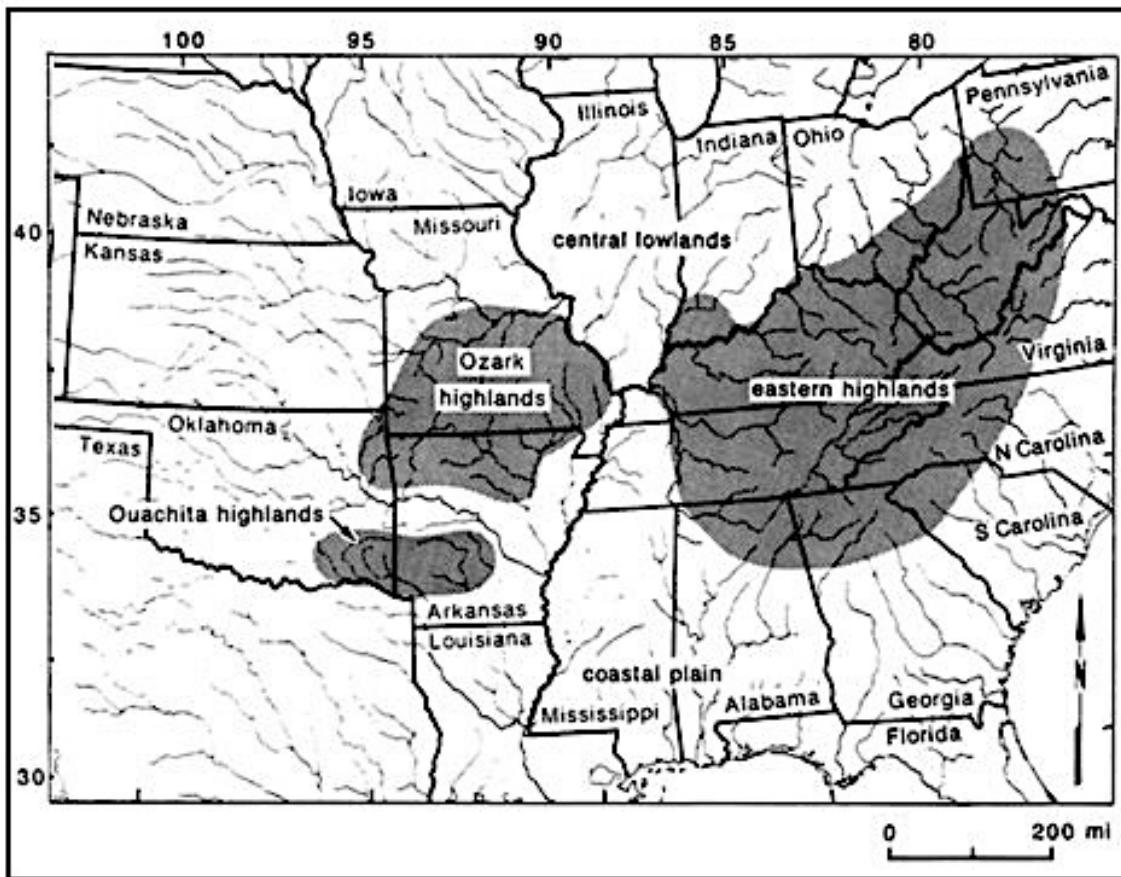 100 95 90 85 80
Pennsylvania
Illinois
Indiana
Ohio
Iowa
Nebraska
Missouri
central lowlands
40
Kansas
Ozark
highlands
Virginia
eastern highlands
Oklahoma
Texas
N Carolina
Ouachita highlands
35
S Carolina
Arkansas
Louisiana
coastal plain
N
Mississippi
Alabama
Georgia
Florida
30
0 200 mi